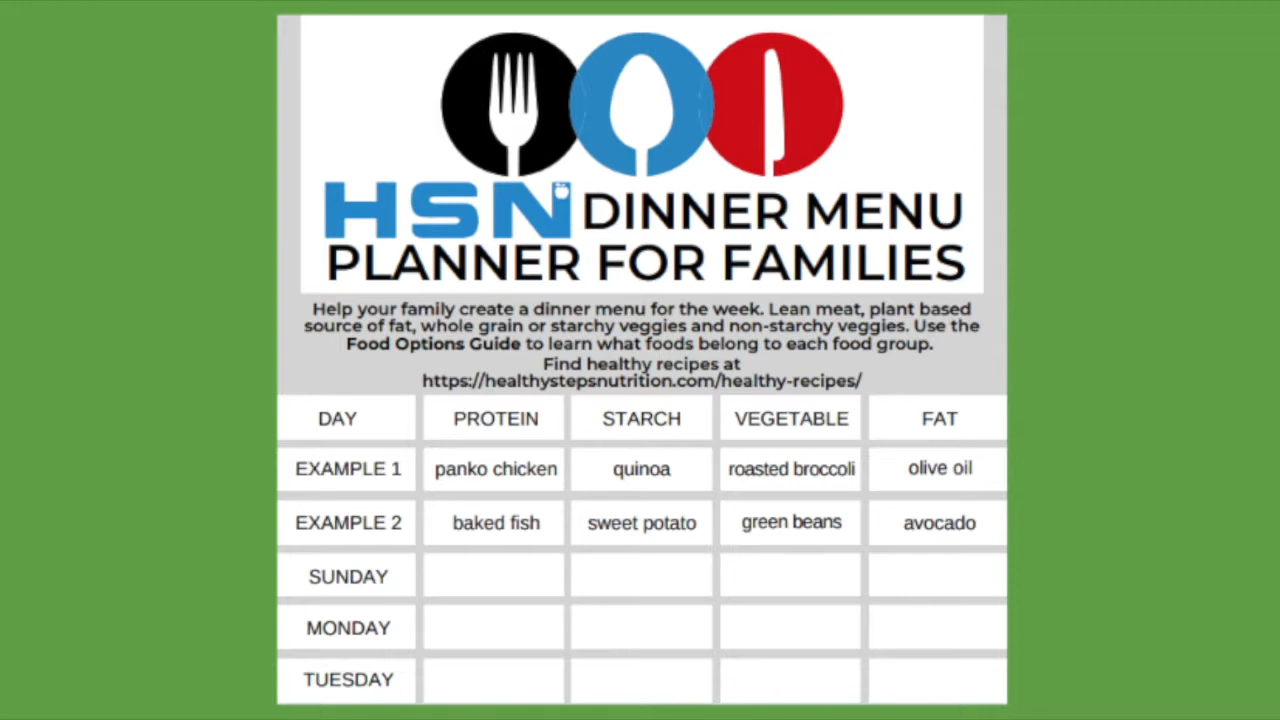 HSN DINNER MENU
PLANNER FOR FAMILIES
Help your family create a dinner menu for the week. Lean meat, plant based
source of fat, whole grain or starchy veggies and non-starchy veggies. Use the
Food Options Guide to learn what foods belong to each food group.
Find healthy recipes at
https://healthystepsnutrition.com/healthy-recipes/
DAY PROTEIN STARCH VEGETABLE FAT
EXAMPLE 1 panko chicken quinoa roasted broccoli olive oil
EXAMPLE 2 baked fish sweet potato green beans avocado
SUNDAY
MONDAY
TUESDAY